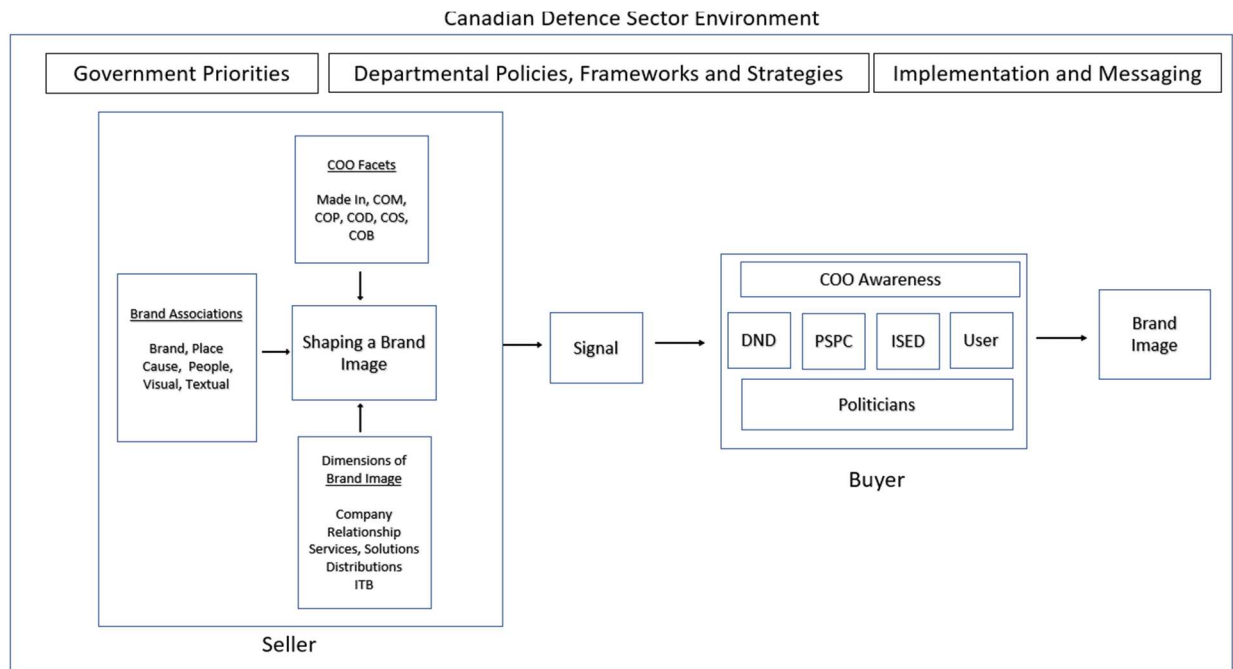 Canadian Defence Sector Environment
Government Priorities
Departmental Policies, Frameworks and Strategies
Implementation and Messaging
COO Facets
Made In, COM,
COP, COD, COS,
COB
Brand Associations
Brand, Place
Cause, People,
Visual, Textual
Shaping a Brand
Image
Dimensions of
Brand Image
Company
Relationship
Services, Solutions
Distributions
ITB
Seller
Signal
COO Awareness
DND
PSPC
ISED
User
Politicians
Buyer
Brand
Image